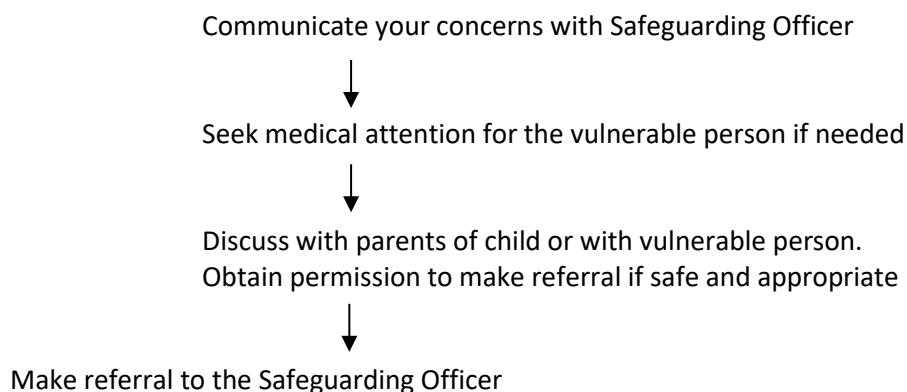 Communicate your concerns with Safeguarding Officer
Seek medical attention for the vulnerable person if needed
Discuss with parents of child or with vulnerable person.
Obtain permission to make referral if safe and appropriate
Make referral to the Safeguarding Officer